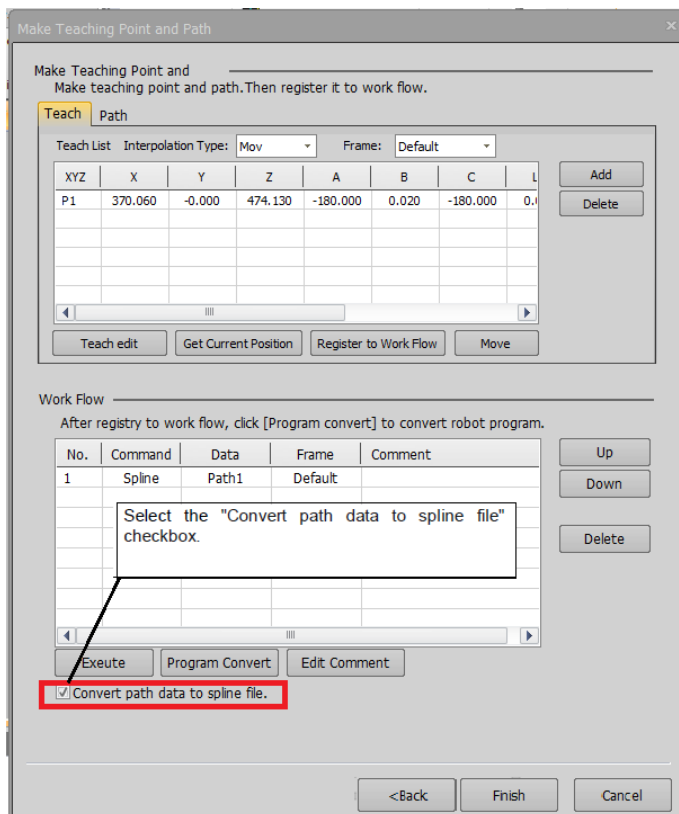 Make Teaching Point and Path
×
Make Teaching Point and
Make teaching point and path.Then register it to work flow.
Teach Path
Teach List Interpolation Type: Mov Frame: Default
XYZ X Y Z A B C L
P1 370.060 -0.000 474.130 -180.000 0.020 -180.000
Add
Delete
Teach edit Get Current Position Register to Work Flow Move
Work Flow
After registry to work flow, click [Program convert] to convert robot program.
No. Command Data Frame Comment
1 Spline Path1 Default
Select the "Convert path data to spline file"
checkbox.
Up
Down
Delete
Exeute Program Convert Edit Comment
Convert path data to spline file.
<Back Finish Cancel